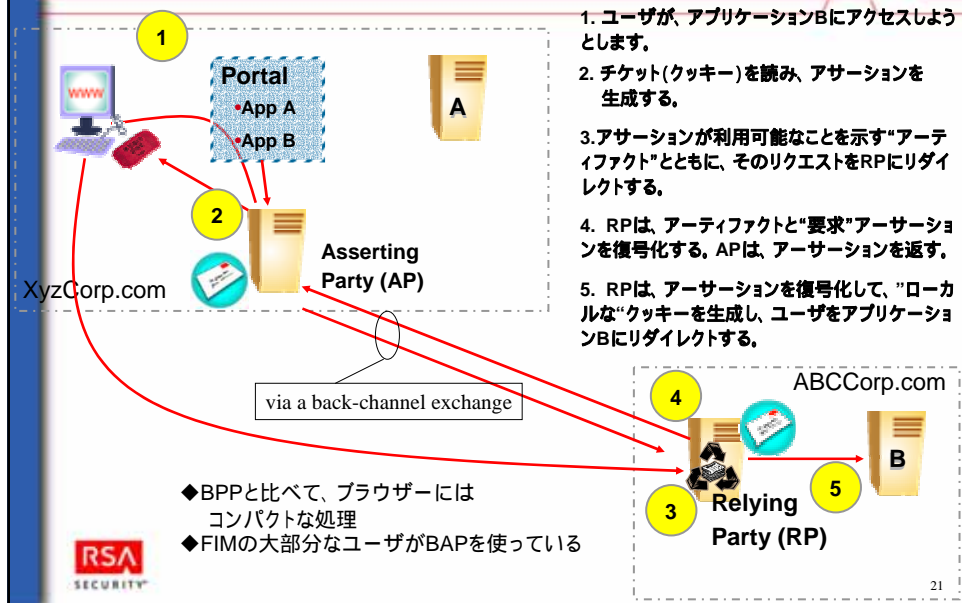 1. ユーザが、アプリケーションBにアクセスしよう
とします。
2. チケット(クッキー)を読み、アサーションを
生成する。
3.アサーションが利用可能なことを示す“アーテ
ィファクト”とともに、そのリクエストをRPにリダイ
レクトする。
4. RPは、アーティファクトと“要求”アーサーショ
ンを復号化する。APは、アーサーションを返す。
5. RPは、アーサーションを復号化して、”ローカ
ルな“クッキーを生成し、ユーザをアプリケーショ
ンBにリダイレクトする。
1
WWW
Portal
•App A
•App B
A
2
Asserting
Party (AP)
XyzCorp.com
via a back-channel exchange
ABCCorp.com
4
B
3
5
Relying
Party (RP)
◆BPPと比べて、ブラウザーには
コンパクトな処理
◆FIMの大部分なユーザがBAPを使っている
RSA
SECURITY™
21